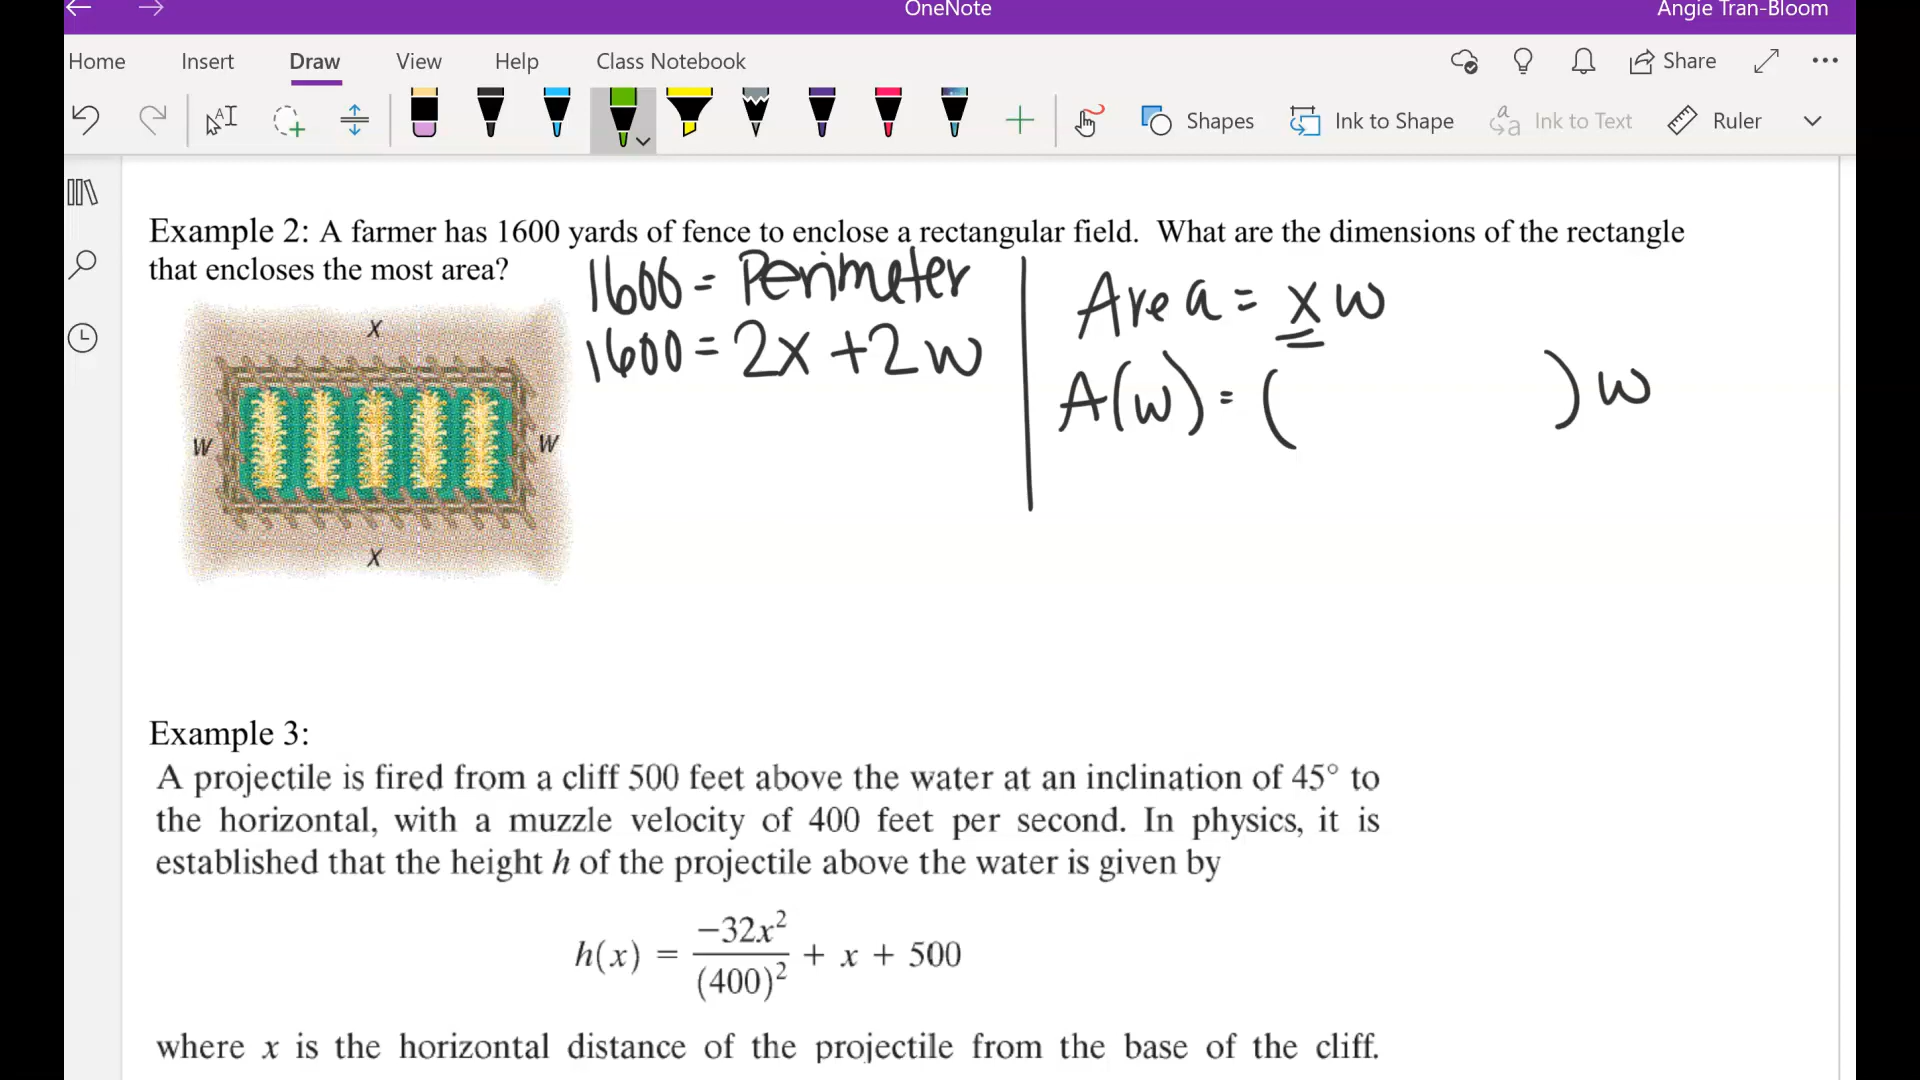 OneNote
Angie Tran-Bloom
Home Insert Draw View Help Class Notebook Share
Shapes Ink to Shape Ink to Text Ruler
Example 2: A farmer has 1600 yards of fence to enclose a rectangular field. What are the dimensions of the rectangle
that encloses the most area?
1600 = Perimeter
1600 = 2x + 2w
Area = xw
A(w) = ( )w
x
w
w
x
Example 3:
A projectile is fired from a cliff 500 feet above the water at an inclination of 45° to
the horizontal, with a muzzle velocity of 400 feet per second. In physics, it is
established that the height h of the projectile above the water is given by
h(x) = −32x²/(400)² + x + 500
where x is the horizontal distance of the projectile from the base of the cliff.